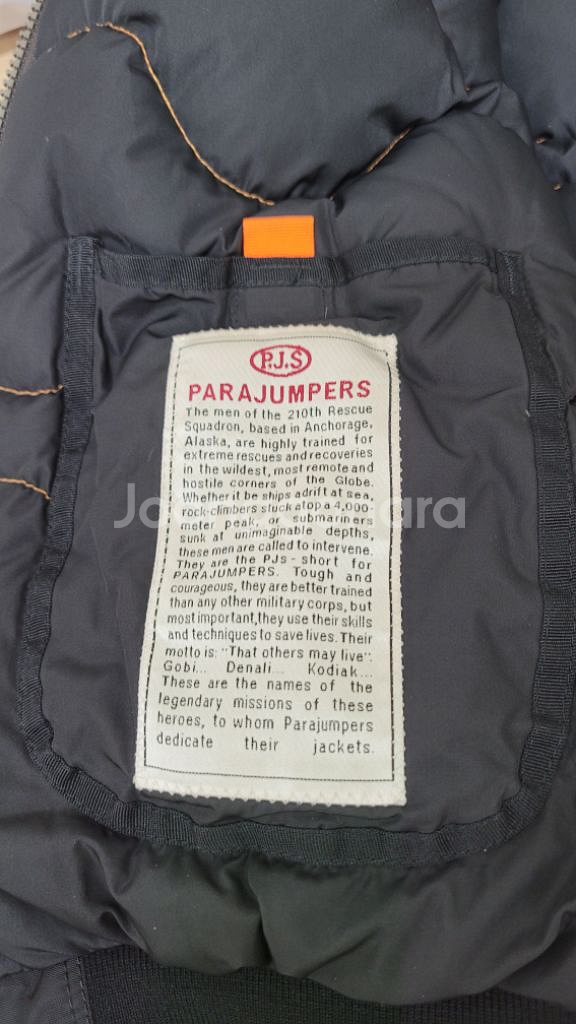 P.J.S
PARAJUMPERS
The men of the 210th Rescue
Squadron, based in Anchorage,
Alaska, are highly trained for
extreme rescues and recoveries
in the wildest, most remote and
hostile corners of the Globe.
Whether it be ships adrift at sea,
rock-climbers stuck atop a 4,000-
meter peak, or submariners
sunk at unimaginable depths,
these men are called to intervene.
They are the PJs - short for
PARAJUMPERS. Tough and
courageous, they are better trained
than any other military corps, but
most important,they use their skills
and techniques to save lives. Their
motto is: "That others may live".
Gobi... Denali... Kodiak...
These are the names of the
legendary missions of these
heroes, to whom Parajumpers
dedicate their jackets.